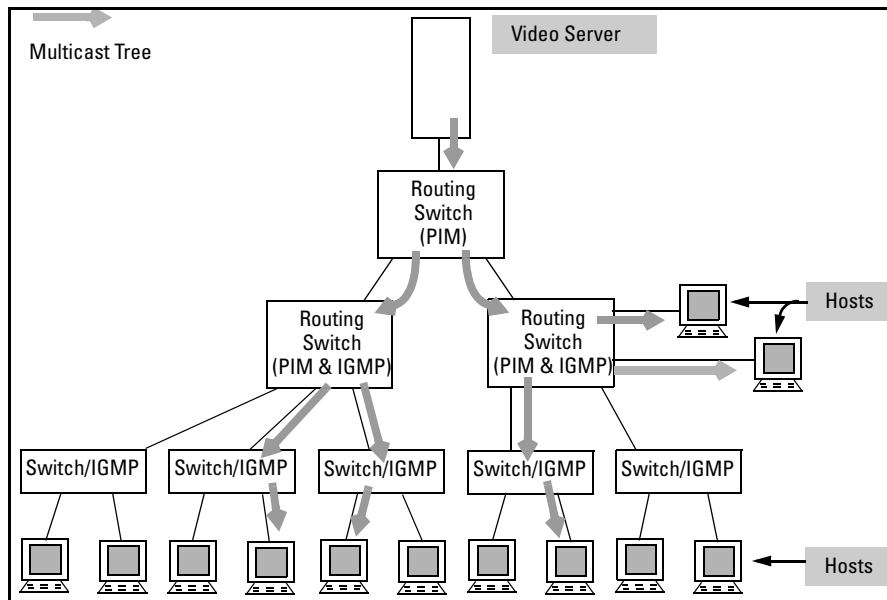 Multicast Tree
Video Server
Routing
Switch
(PIM)
Routing
Switch
(PIM & IGMP)
Routing
Switch
(PIM & IGMP)
Hosts
Switch/IGMP
Switch/IGMP
Switch/IGMP
Switch/IGMP
Switch/IGMP
Hosts